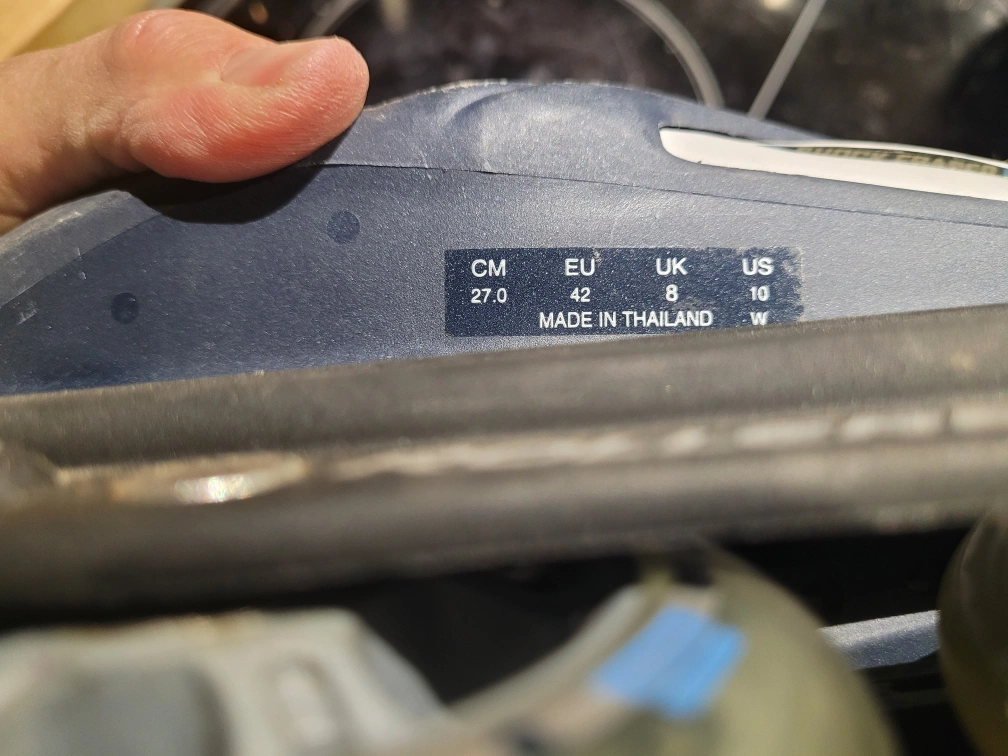 CM EU UK US
27.0 42 8 10
MADE IN THAILAND W